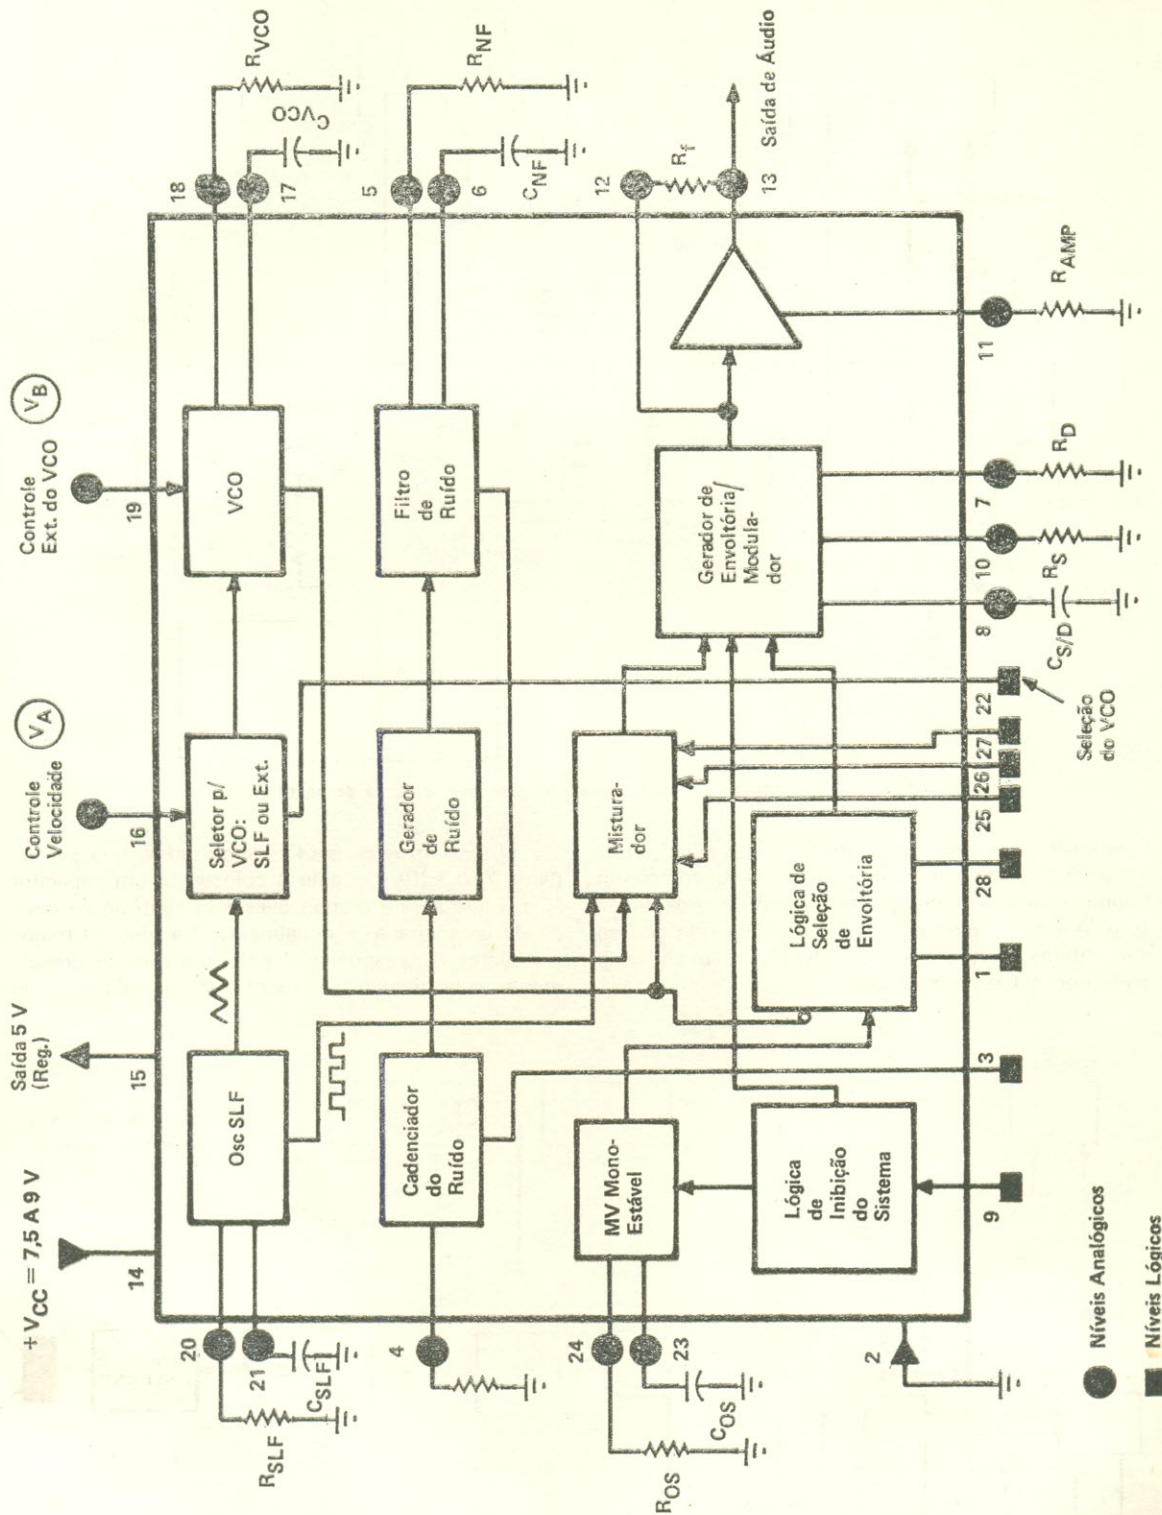 + VCC = 7,5 A 9 V
14
Saída 5 V
(Reg.)
15
Controle
Velocidade
VA
16
Controle
Ext. do VCO
VB
19
20
21
RSLF
CSLF
Osc SLF
Seletor p/
VCO:
SLF ou Ext.
VCO
18
17
RVCO
CVCO
4
Cadenciador
do
Ruído
Gerador
de
Ruído
Filtro
de
Ruído
5
6
RNF
CNF
24
23
ROS
COS
MV Mono-
Estável
Mistura-
dor
Gerador de
Envoltória/
Modula-
dor
12
Rf
13
Saída de Áudio
Lógica
de
Inibição
do
Sistema
Lógica de
Seleção
de
Envoltória
2
9
3
1
28
25
26
27
22
Seleção
do VCO
8
CS/D
10
RS
7
RD
11
RAMP
Níveis Analógicos
Níveis Lógicos